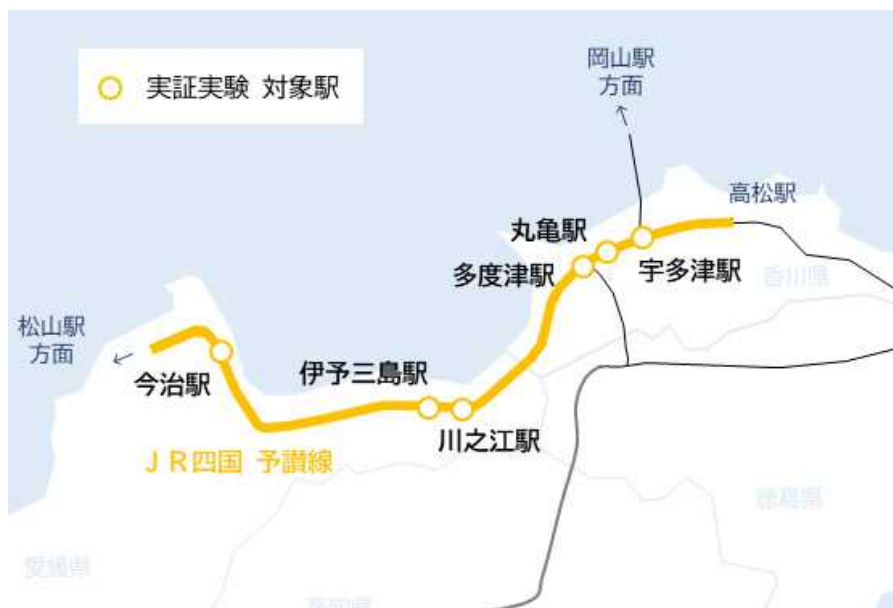 実証実験 対象駅
岡山駅
方面
高松駅
丸亀駅
多度津駅
宇多津駅
香川県
松山駅
方面
今治駅
伊予三島駅
川之江駅
JR四国 予讃線
徳島県
愛媛県
高知県